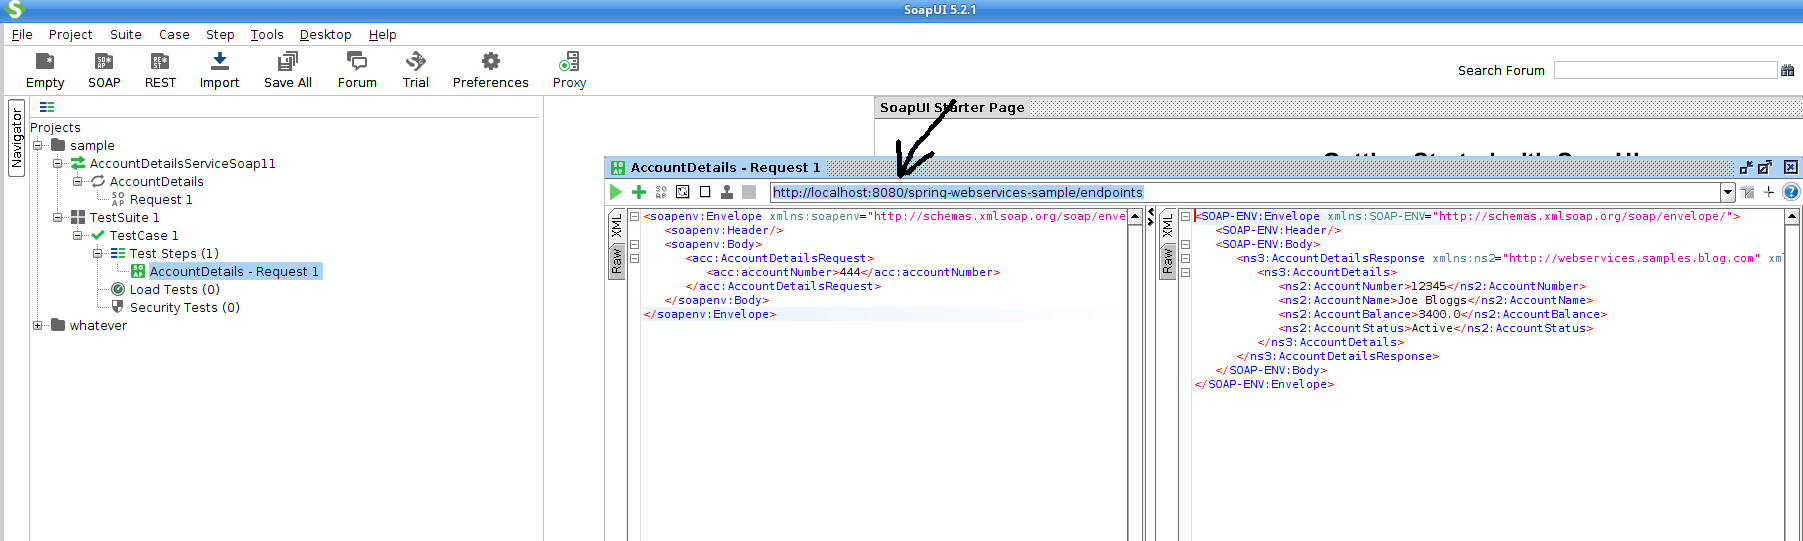 SoapUI 5.2.1
File Project Suite Case Step Tools Desktop Help
Empty SOAP REST Import Save All Forum Trial Preferences Proxy
Search Forum
Navigator
Projects
sample
AccountDetailsServiceSoap11
AccountDetails
Request 1
TestSuite 1
TestCase 1
Test Steps (1)
AccountDetails - Request 1
Load Tests (0)
Security Tests (0)
whatever
SoapUI Starter Page
AccountDetails - Request 1
http://localhost:8080/spring-webservices-sample/endpoints
XML
Raw
<soapenv:Envelope xmlns:soapenv="http://schemas.xmlsoap.org/soap/enve
<soapenv:Header/>
<soapenv:Body>
<acc:AccountDetailsRequest>
<acc:accountNumber>444</acc:accountNumber>
</acc:AccountDetailsRequest>
</soapenv:Body>
</soapenv:Envelope>
XML
Raw
<SOAP-ENV:Envelope xmlns:SOAP-ENV="http://schemas.xmlsoap.org/soap/envelope/">
<SOAP-ENV:Header/>
<SOAP-ENV:Body>
<ns3:AccountDetailsResponse xmlns:ns2="http://webservices.samples.blog.com" xml
<ns3:AccountDetails>
<ns2:AccountNumber>12345</ns2:AccountNumber>
<ns2:AccountName>Joe Bloggs</ns2:AccountName>
<ns2:AccountBalance>3400.0</ns2:AccountBalance>
<ns2:AccountStatus>Active</ns2:AccountStatus>
</ns3:AccountDetails>
</ns3:AccountDetailsResponse>
</SOAP-ENV:Body>
</SOAP-ENV:Envelope>